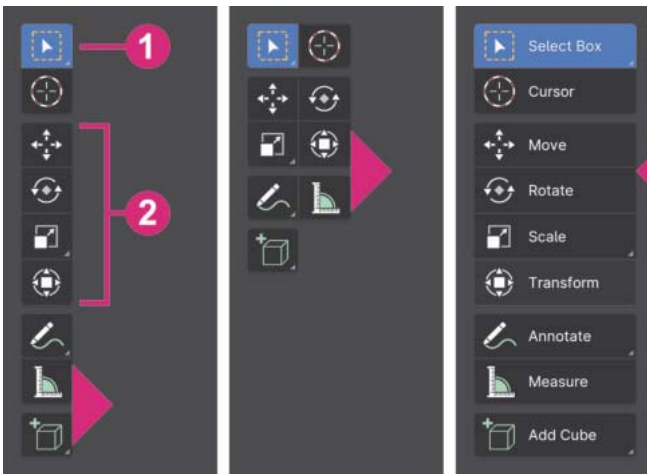 1
2
Select Box
Cursor
Move
Rotate
Scale
Transform
Annotate
Measure
Add Cube